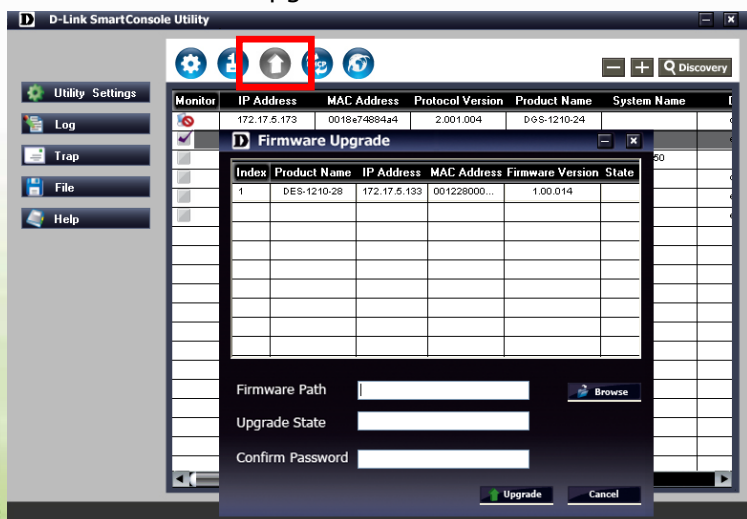 D D-Link SmartConsole Utility
Discovery
Utility Settings
Log
Trap
File
Help
Monitor IP Address MAC Address Protocol Version Product Name System Name
172.17.5.173 0018e74884a4 2.001.004 DGS-1210-24
50
D Firmware Upgrade
Index Product Name IP Address MAC Address Firmware Version State
1 DES-1210-28 172.17.5.133 001228000... 1.00.014
Firmware Path
Browse
Upgrade State
Confirm Password
Upgrade Cancel